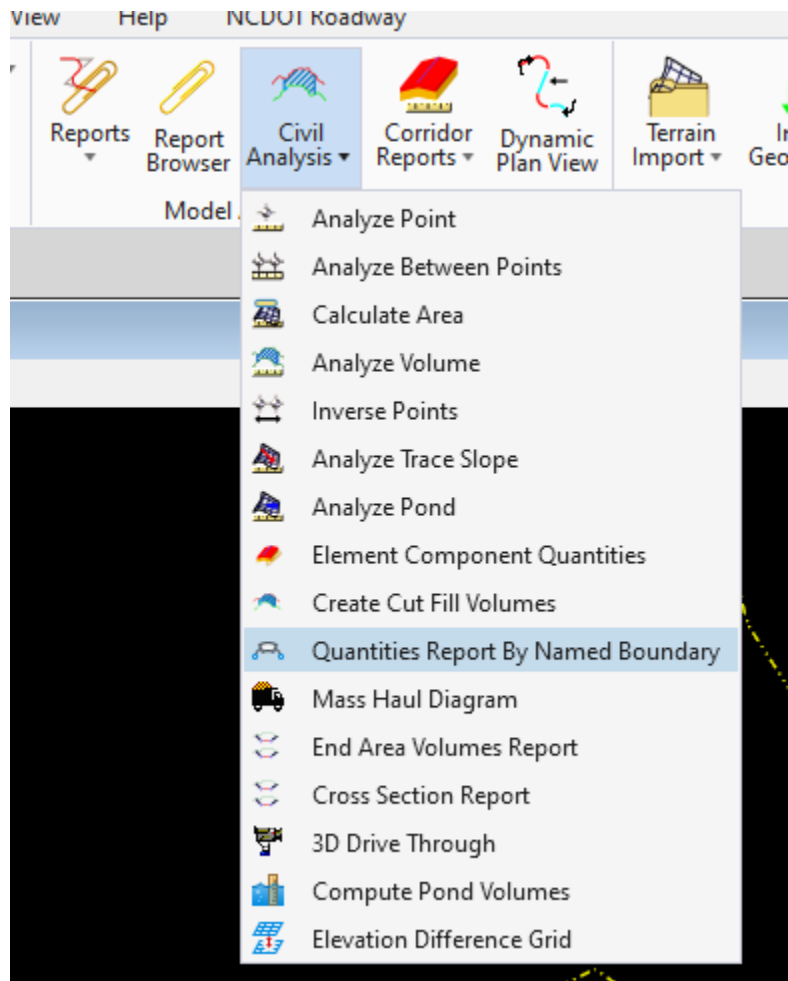 View Help NCDOT Roadway
Reports Report Browser Civil Analysis Corridor Reports Dynamic Plan View Terrain Import
Model
Analyze Point
Analyze Between Points
Calculate Area
Analyze Volume
Inverse Points
Analyze Trace Slope
Analyze Pond
Element Component Quantities
Create Cut Fill Volumes
Quantities Report By Named Boundary
Mass Haul Diagram
End Area Volumes Report
Cross Section Report
3D Drive Through
Compute Pond Volumes
Elevation Difference Grid